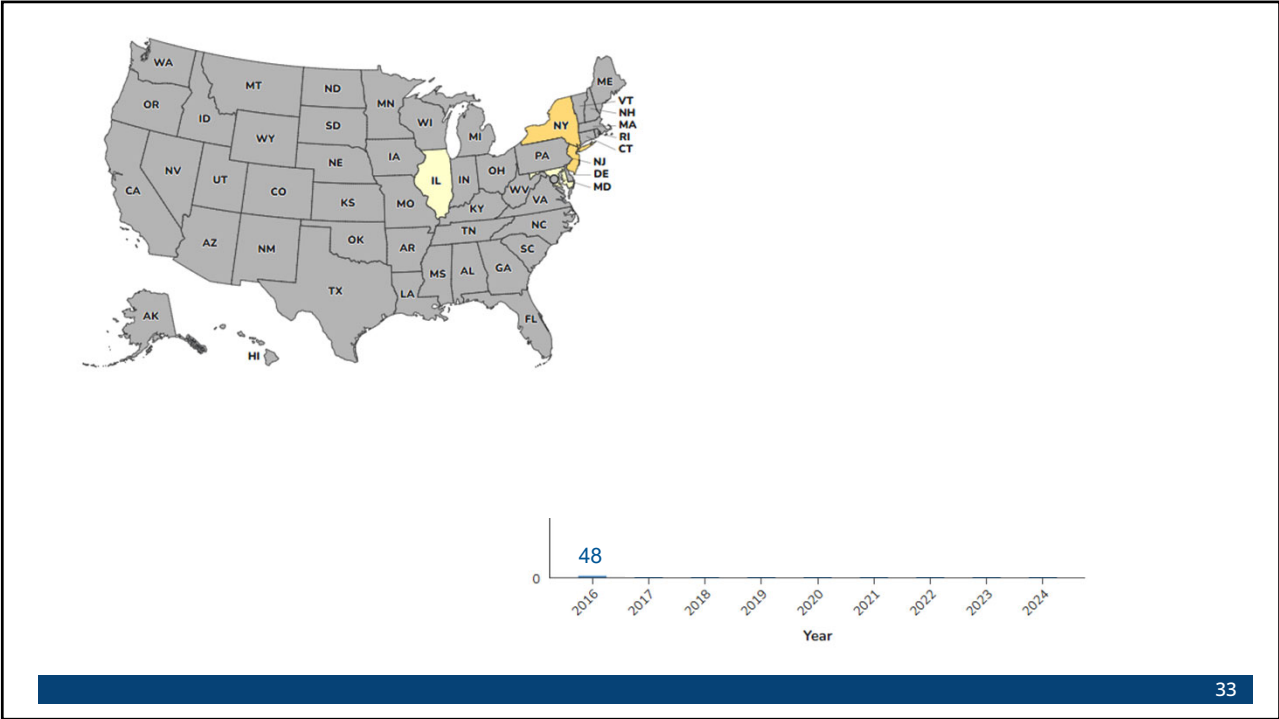 WA
MT
ND
MN
ME
VT
NH
MA
RI
CT
OR
ID
WY
SD
WI
MI
NY
PA
NJ
DE
MD
NV
UT
CO
NE
IA
IL
IN
OH
WV
VA
CA
AZ
NM
KS
MO
KY
NC
OK
AR
TN
SC
TX
LA
MS
AL
GA
FL
AK
HI
48
0
2016 2017 2018 2019 2020 2021 2022 2023 2024
Year
33